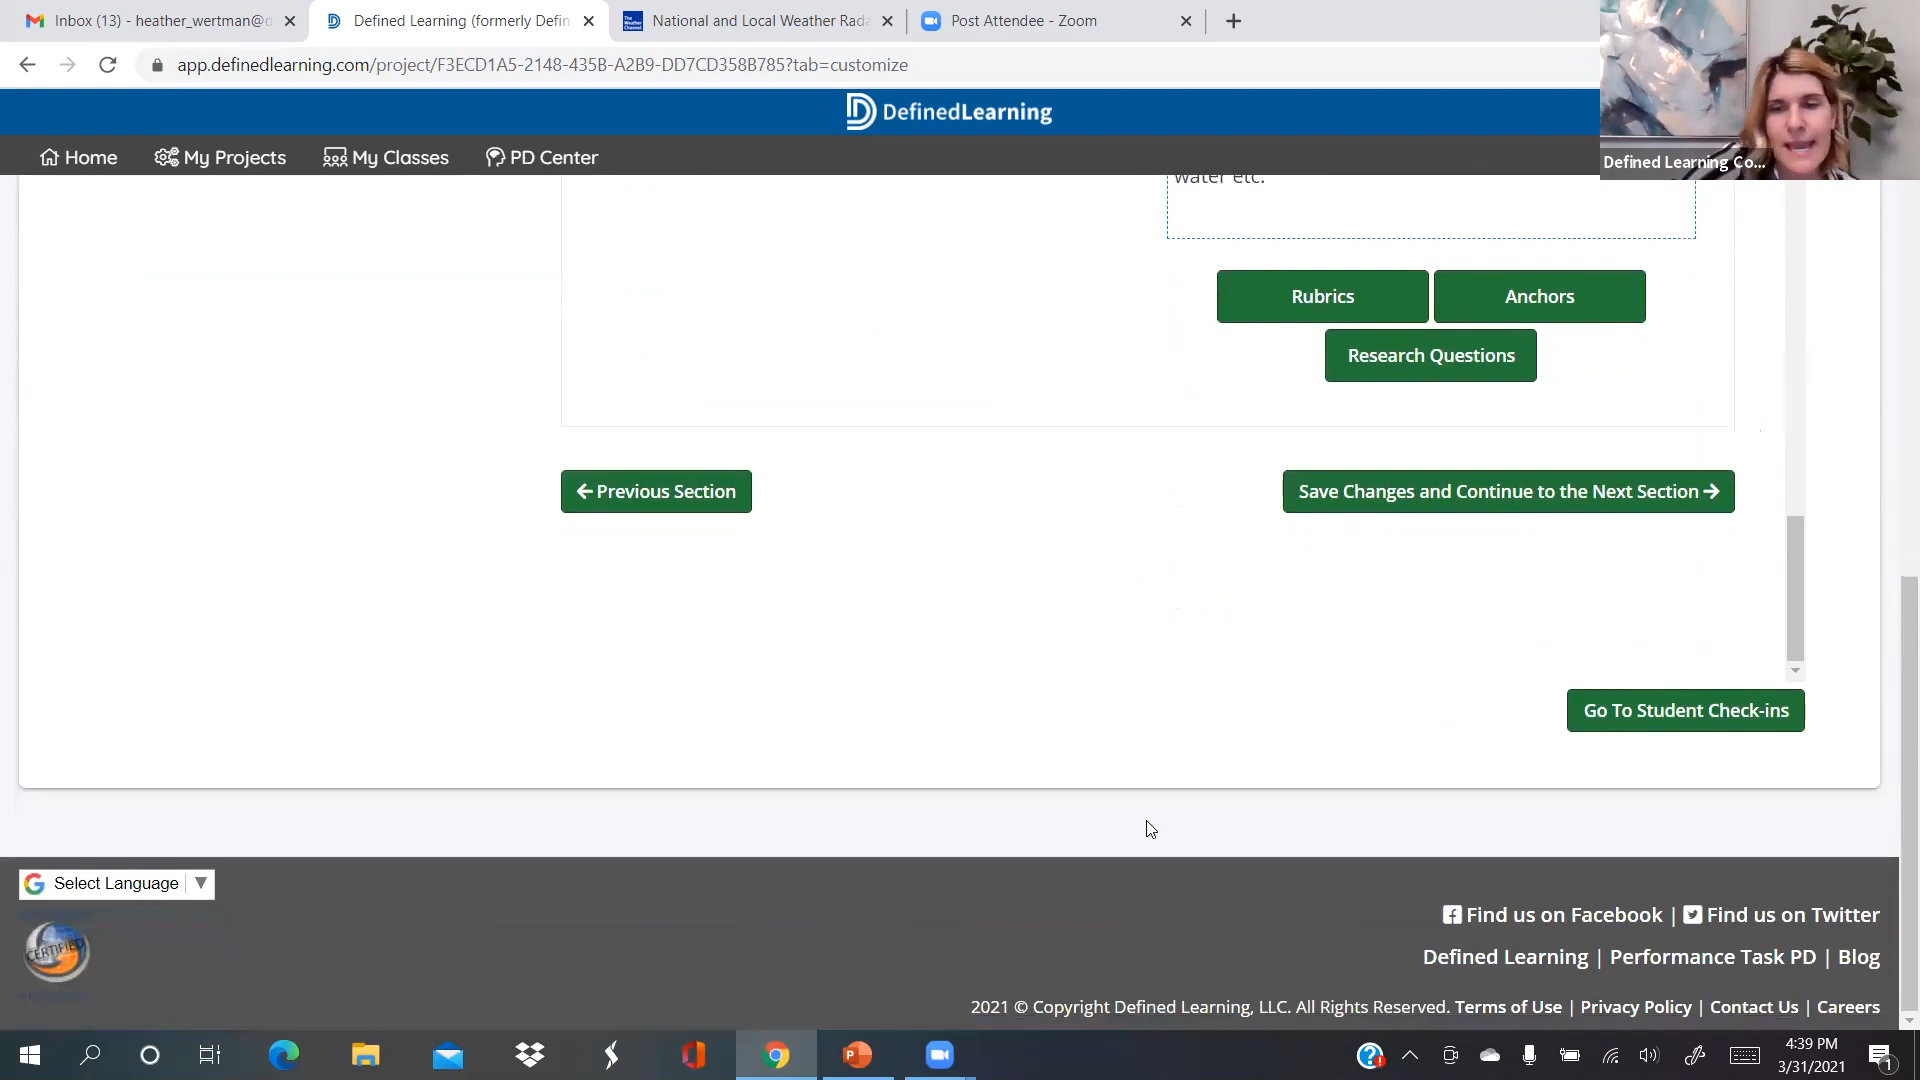 Inbox (13) - heather_wertman@d
Defined Learning (formerly Defin
National and Local Weather Rada
Post Attendee - Zoom
app.definedlearning.com/project/F3ECD1A5-2148-435B-A2B9-DD7CD358B785?tab=customize
DefinedLearning
Home
My Projects
My Classes
PD Center
Defined Learning Co...
water etc.
Rubrics
Anchors
Research Questions
Previous Section
Save Changes and Continue to the Next Section
Go To Student Check-ins
Select Language
CERTIFIED
Find us on Facebook | Find us on Twitter
Defined Learning | Performance Task PD | Blog
2021 © Copyright Defined Learning, LLC. All Rights Reserved. Terms of Use | Privacy Policy | Contact Us | Careers
4:39 PM
3/31/2021
1